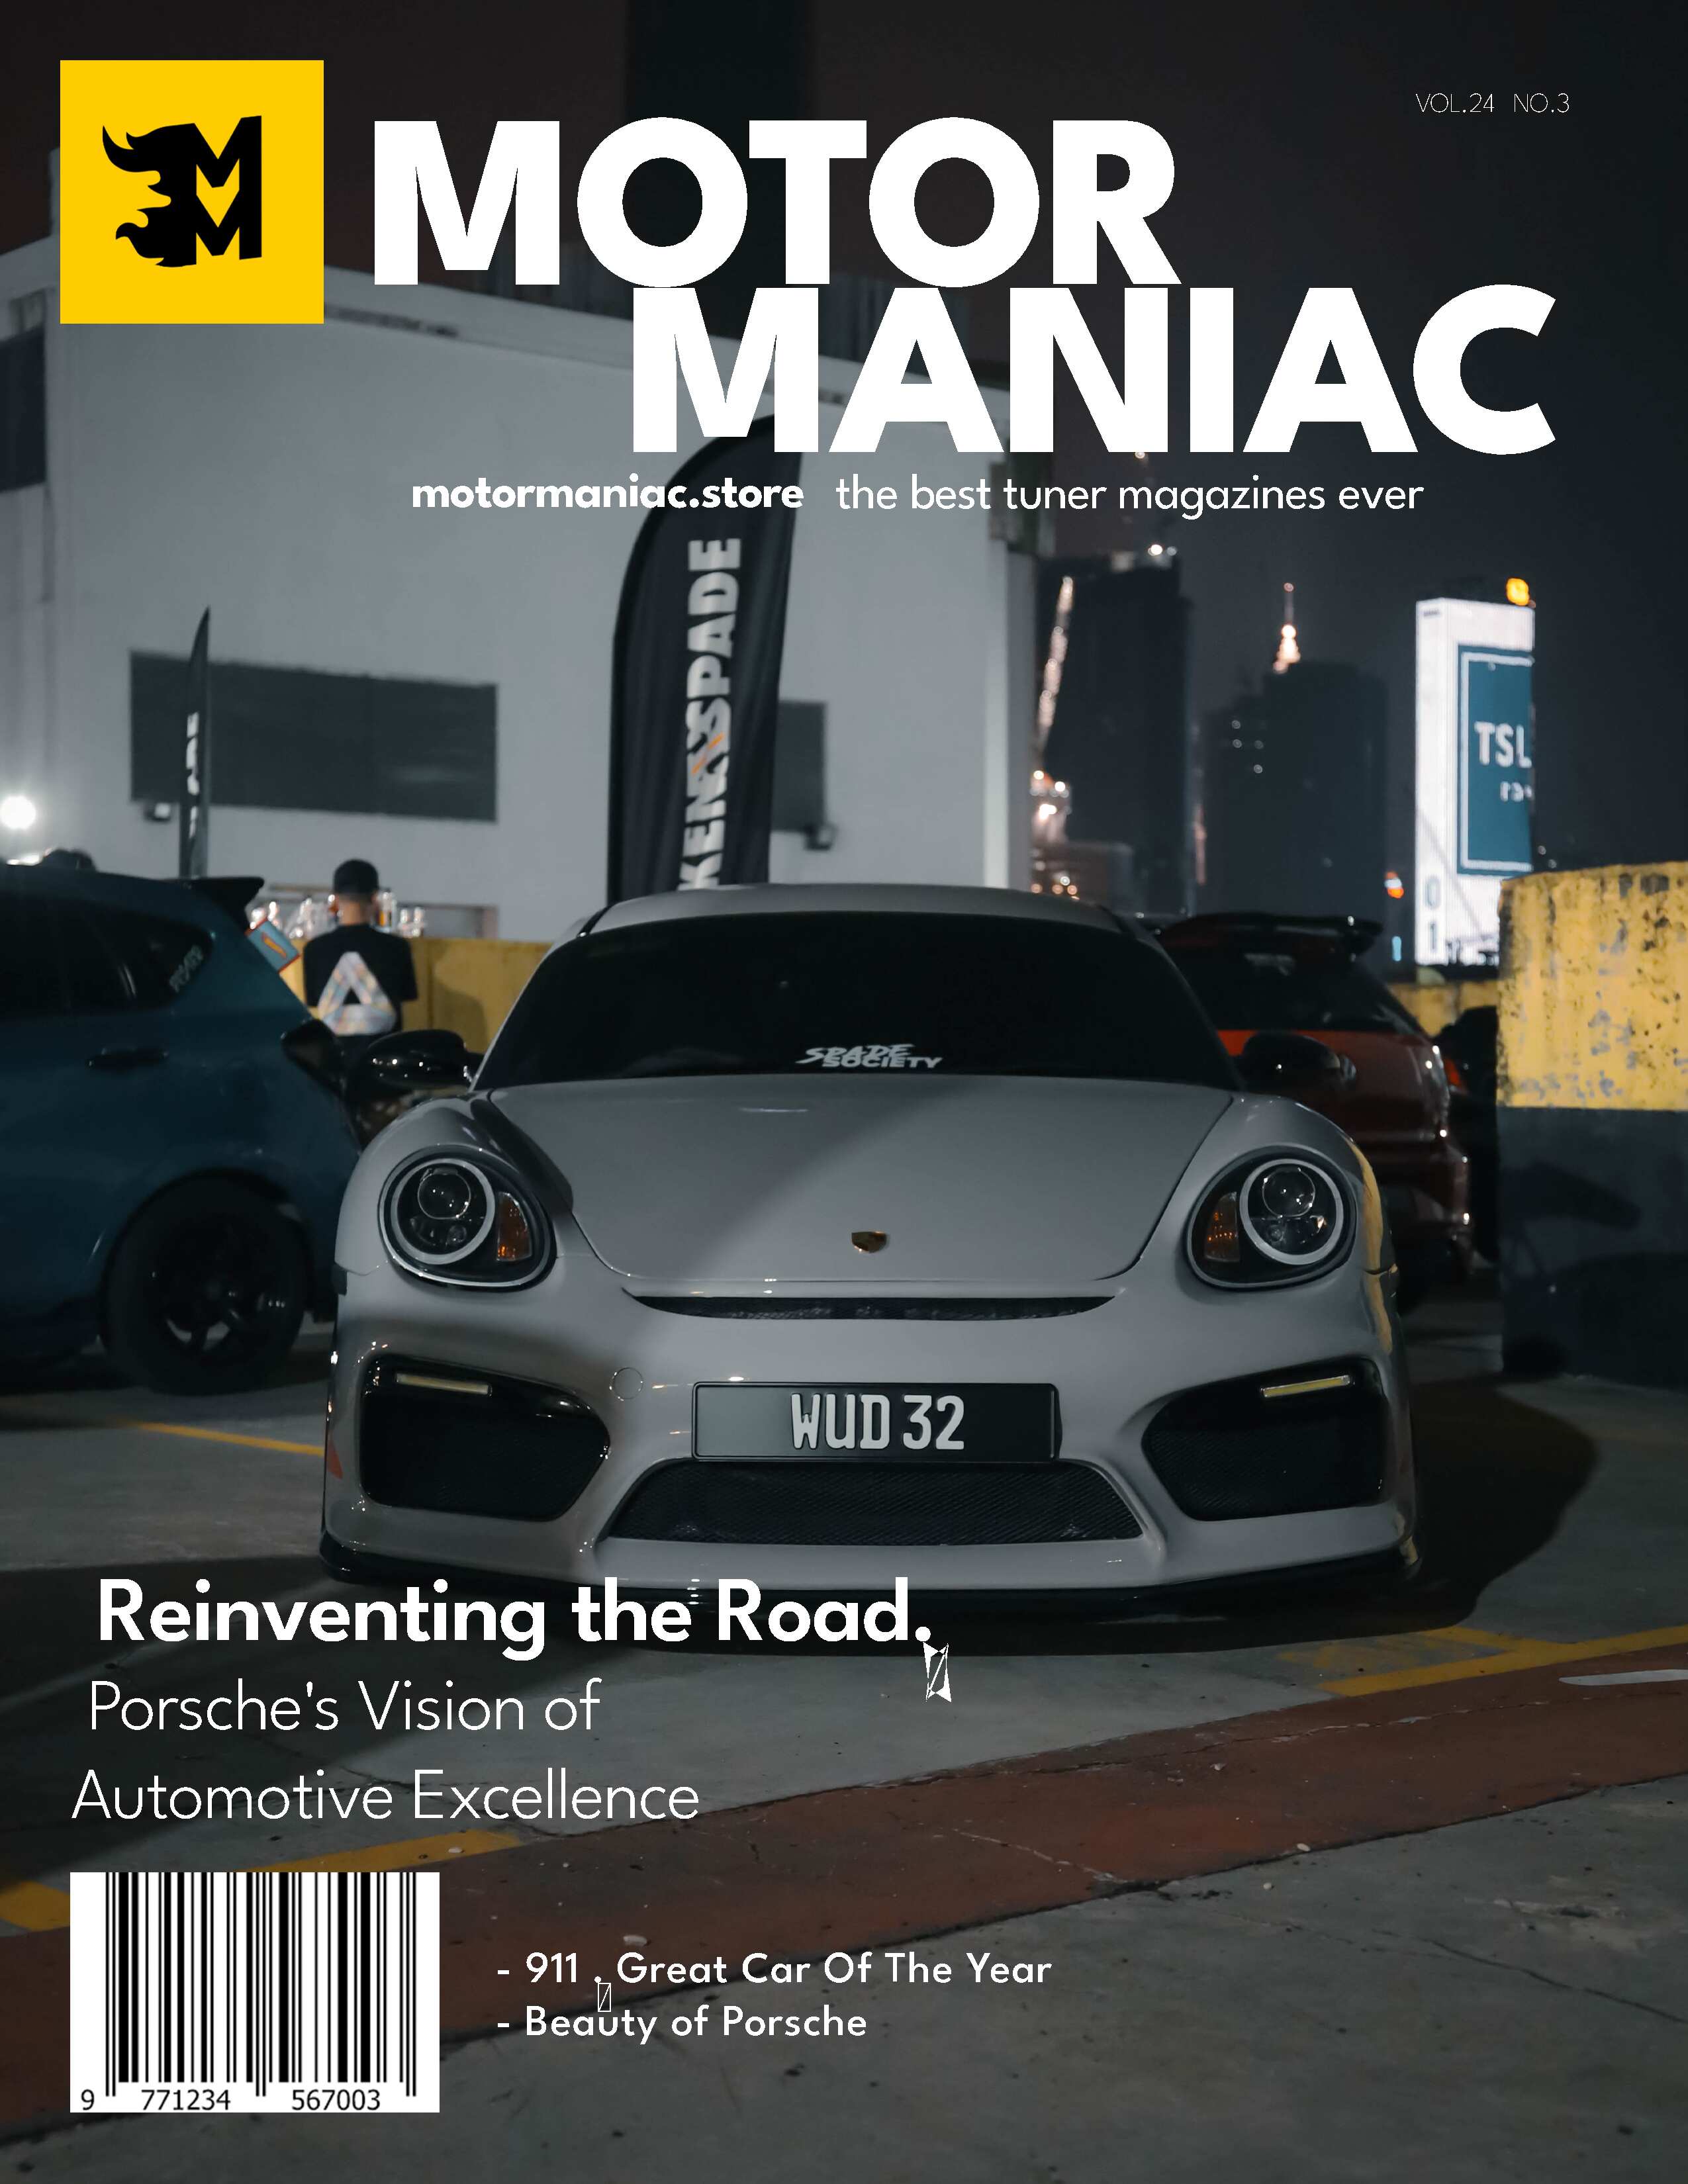 VOL.24 NO.3
M
MOTOR
MANIAC
motormaniac.store the best tuner magazines ever
SPADE
TSL
01
SPADE
SOCIETY
WUD 32
Reinventing the Road.
Porsche's Vision of
Automotive Excellence
- 911 . Great Car Of The Year
- Beauty of Porsche
9 771234 567003